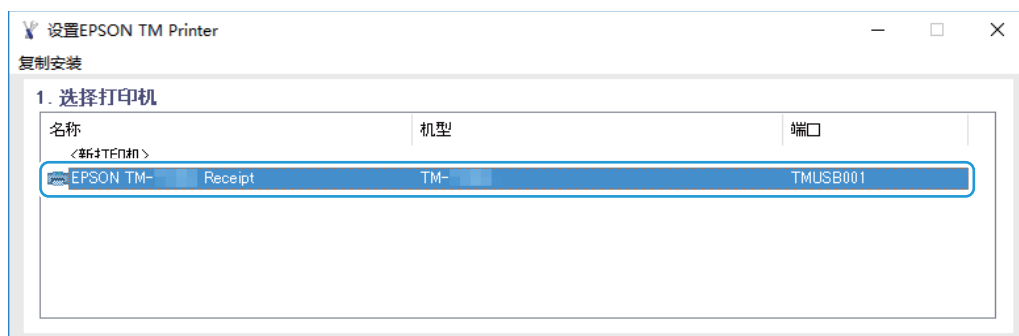 设置EPSON TM Printer
复制安装
1. 选择打印机
名称 机型 端口
<新打印机>
EPSON TM- Receipt TM- TMUSB001